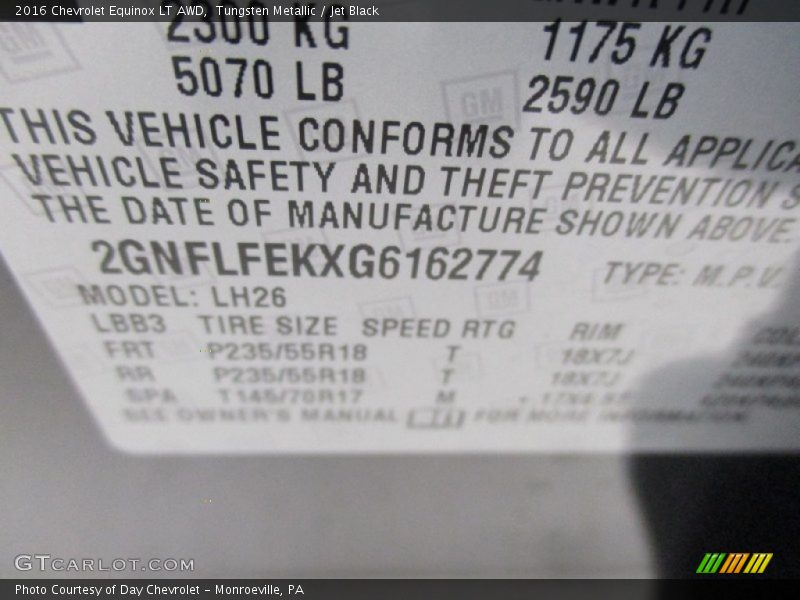 2016 Chevrolet Equinox LT AWD, Tungsten Metallic / Jet Black
2300 KG 1175 KG
5070 LB 2590 LB
THIS VEHICLE CONFORMS TO ALL APPLICA
VEHICLE SAFETY AND THEFT PREVENTION S
THE DATE OF MANUFACTURE SHOWN ABOVE.
2GNFLFEKXG6162774 TYPE: M.P.V.
MODEL: LH26
LBB3 TIRE SIZE SPEED RTG RIM
FRT P235/55R18 T 18X7J
RR P235/55R18 T 18X7J
SPA T145/70R17 M
SEE OWNER'S MANUAL FOR MORE INFORMATION
GTCARLOT.COM
Photo Courtesy of Day Chevrolet - Monroeville, PA